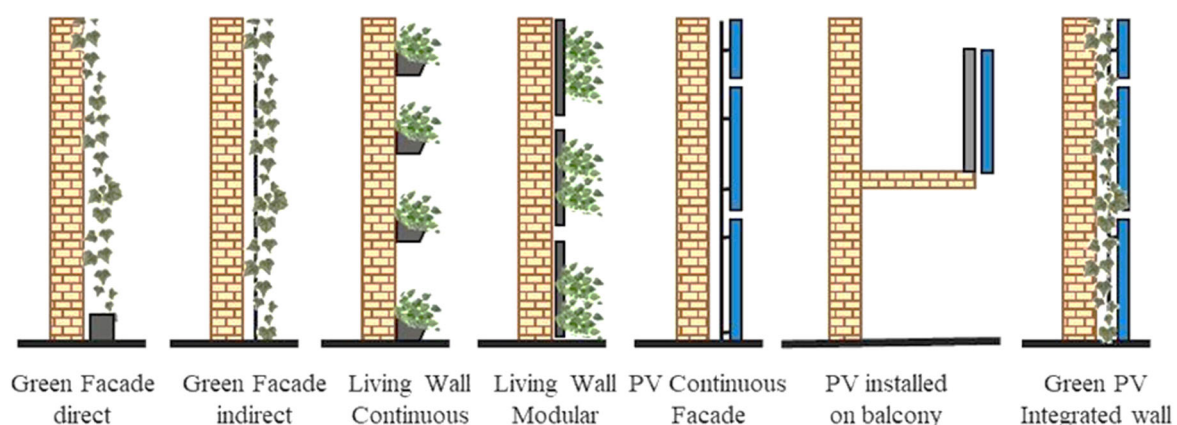 Green Facade
direct
Green Facade
indirect
Living Wall
Continuous
Living Wall
Modular
PV Continuous
Facade
PV installed
on balcony
Green PV
Integrated wall